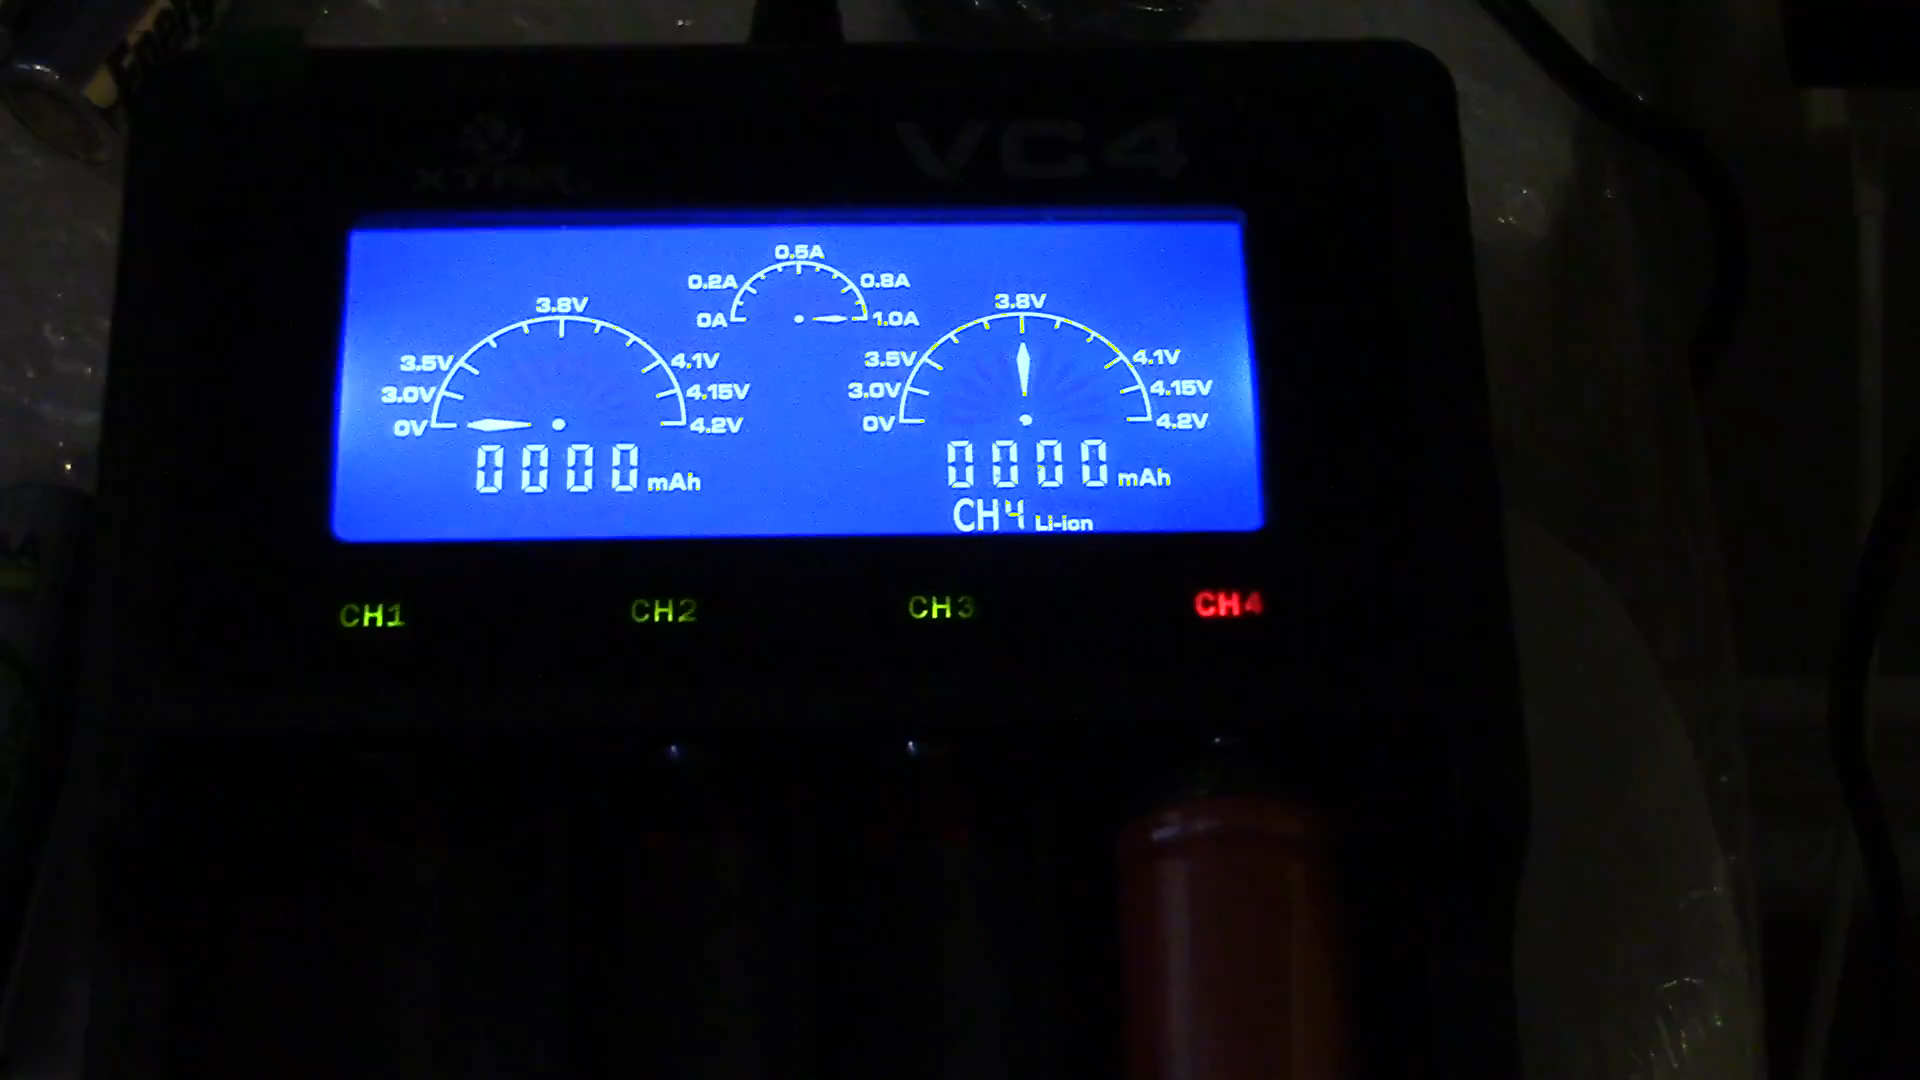 Energ
XTAR
VC4
0.5A
0.2A
0.8A
0A
1.0A
3.8V
3.5V
4.1V
3.0V
4.15V
0V
4.2V
0000 mAh
3.8V
3.5V
4.1V
3.0V
4.15V
0V
4.2V
0000 mAh
CH4 Li-ion
CH1
CH2
CH3
CH4